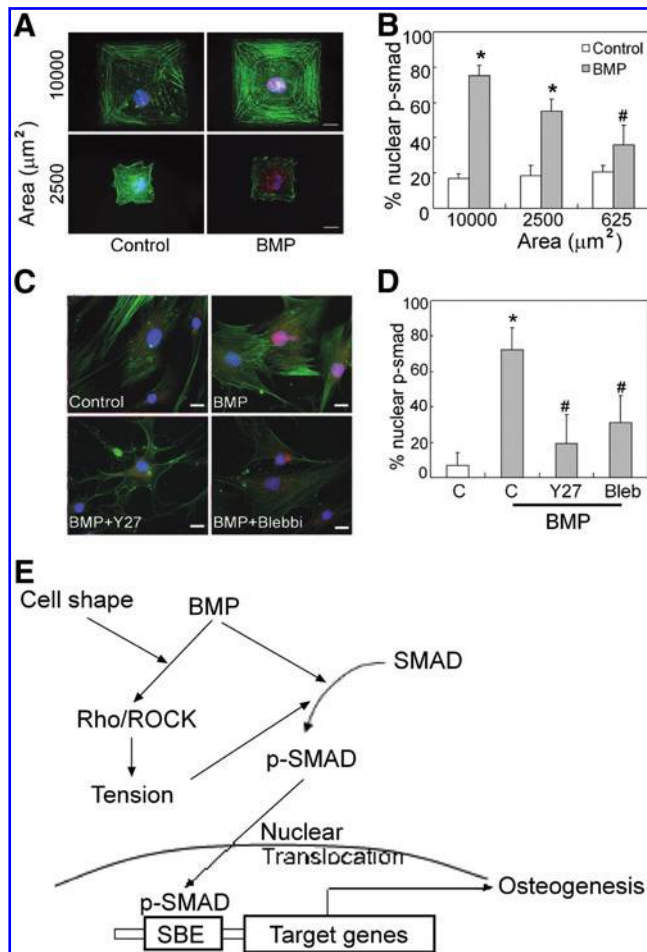 A
10000
2500
Area (μm²)
Control
BMP
B
Control
BMP
% nuclear p-smad
100
80
60
40
20
0
*
*
#
10000
2500
625
Area (μm²)
C
Control
BMP
BMP+Y27
BMP+Blebbi
D
% nuclear p-smad
100
80
60
40
20
0
*
#
#
C
C
Y27
Bleb
BMP
E
Cell shape
BMP
SMAD
Rho/ROCK
p-SMAD
Tension
Nuclear
Translocation
Osteogenesis
p-SMAD
SBE
Target genes